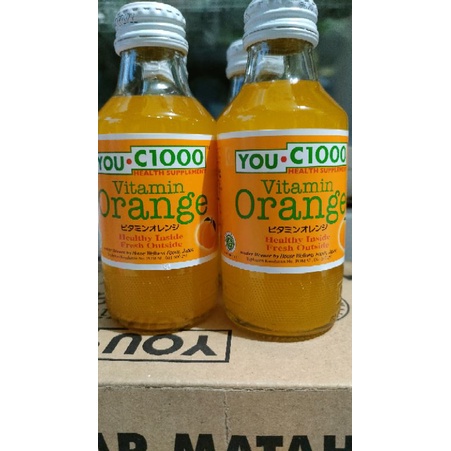 YOU·C1000
HEALTH SUPPLEMENT
Vitamin
Orange
ビタミンオレンジ
Healthy Inside
Fresh Outside
YOU·C1000
HEALTH SUPPLEMENT
Vitamin
Orange
ビタミンオレンジ
Healthy Inside
Fresh Outside
YOU
MATAH